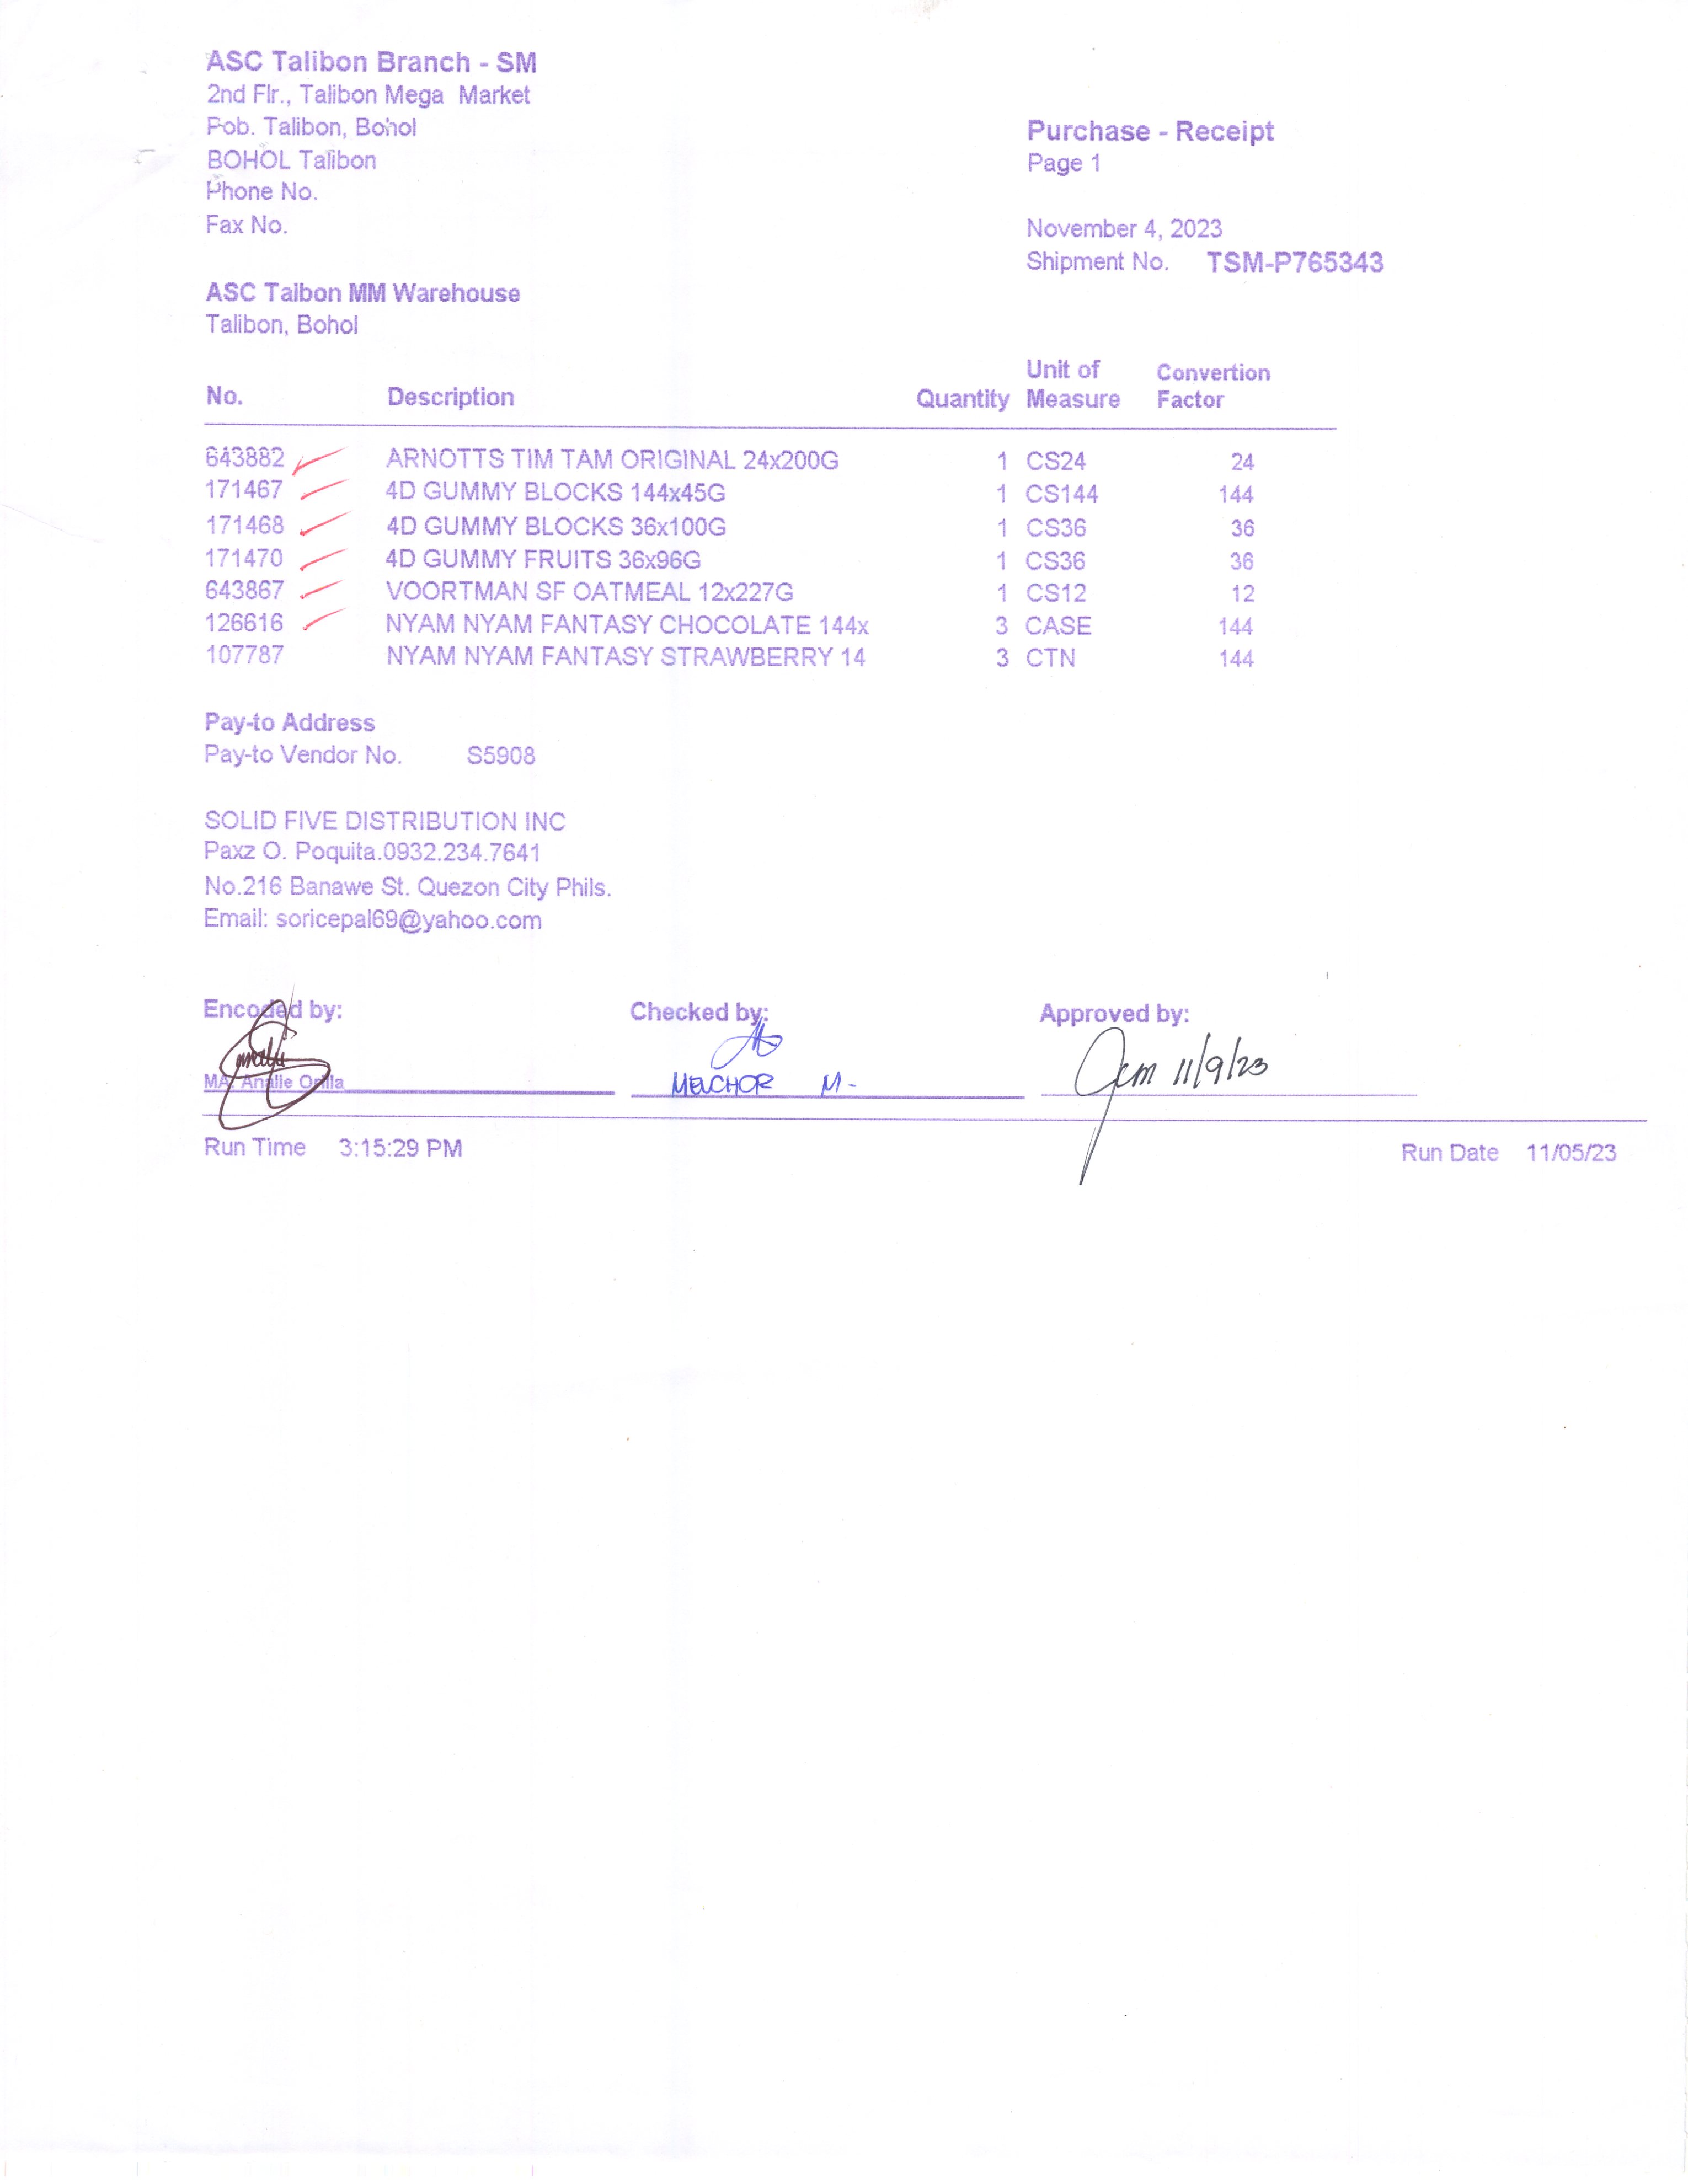 ASC Talibon Branch - SM
2nd Flr., Talibon Mega Market
Pob. Talibon, Bohol
BOHOL Talibon
Phone No.
Fax No.
Purchase - Receipt
Page 1
November 4, 2023
Shipment No. TSM-P765343
ASC Talbon MM Warehouse
Talibon, Bohol
No. Description Quantity Unit of Measure Convertion Factor
643882 ARNOTTS TIM TAM ORIGINAL 24x200G 1 CS24 24
171467 4D GUMMY BLOCKS 144x45G 1 CS144 144
171468 4D GUMMY BLOCKS 36x100G 1 CS36 36
171470 4D GUMMY FRUITS 36x96G 1 CS36 36
643867 VOORTMAN SF OATMEAL 12x227G 1 CS12 12
126616 NYAM NYAM FANTASY CHOCOLATE 144x 3 CASE 144
107787 NYAM NYAM FANTASY STRAWBERRY 14 3 CTN 144
Pay-to Address
Pay-to Vendor No. S5908
SOLID FIVE DISTRIBUTION INC
Paxz O. Poquita.0932.234.7641
No.216 Banawe St. Quezon City Phils.
Email: soricepal69@yahoo.com
Encoded by: Checked by: Approved by:
MA. Analie MELCHOR M- 11/9/23
Run Time 3:15:29 PM Run Date 11/05/23